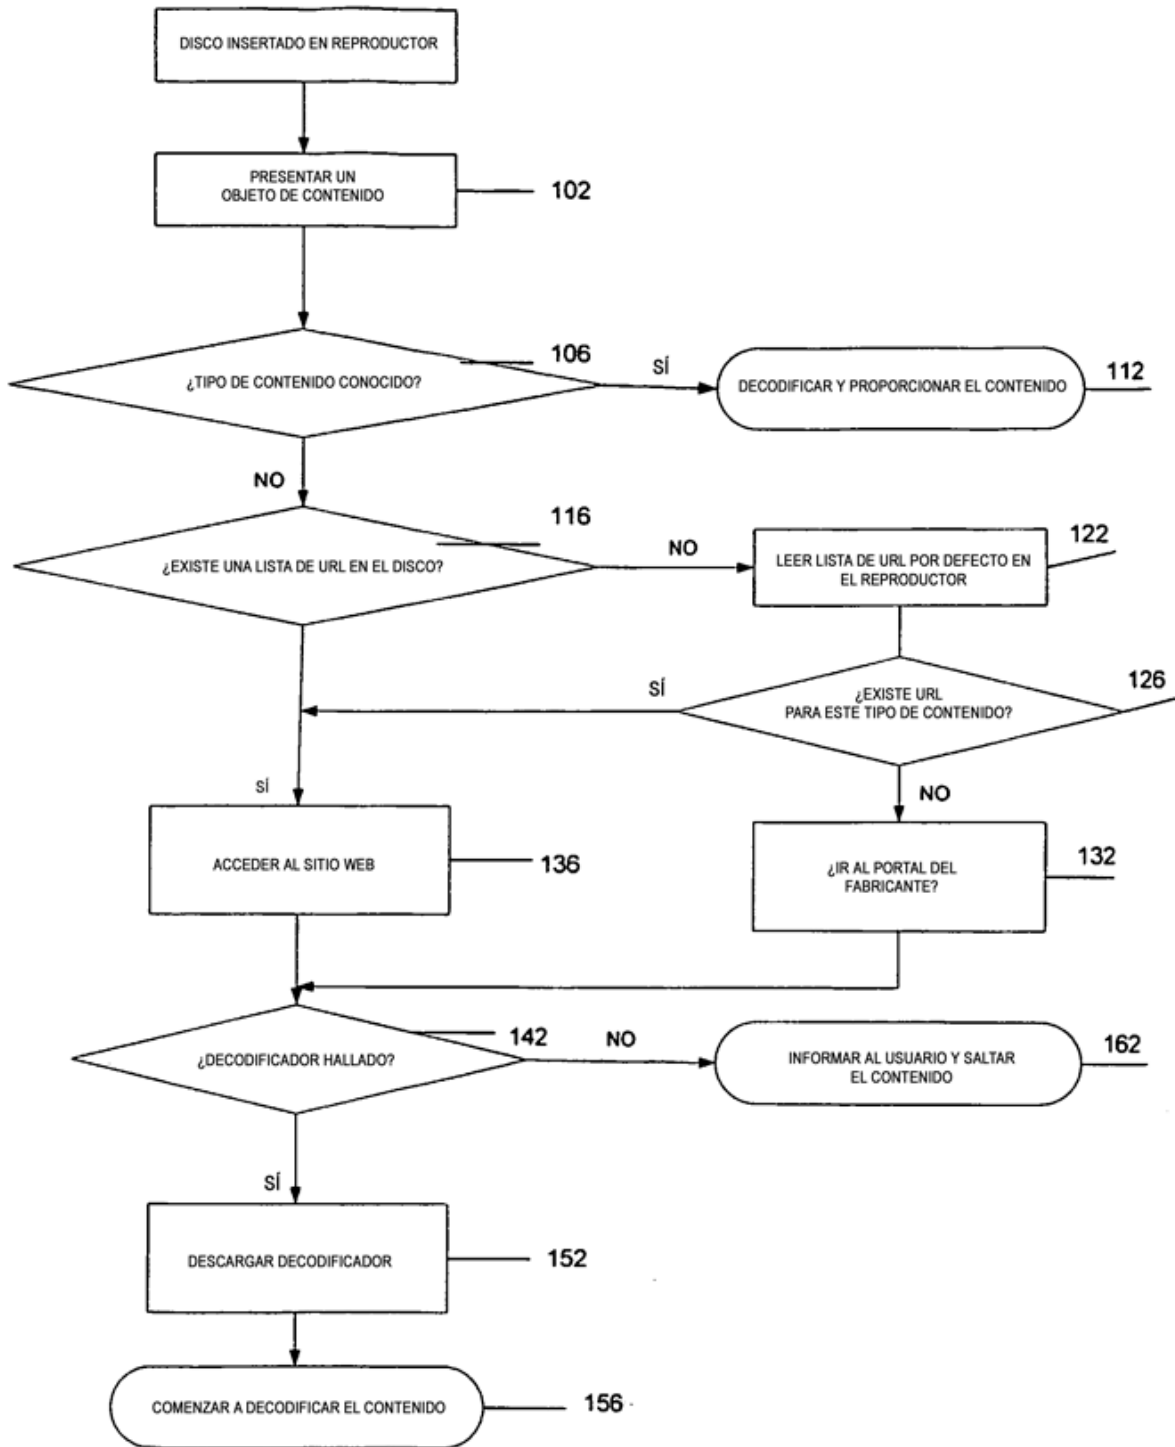 DISCO INSERTADO EN REPRODUCTOR
PRESENTAR UN
OBJETO DE CONTENIDO
102
106
¿TIPO DE CONTENIDO CONOCIDO?
SÍ
DECODIFICAR Y PROPORCIONAR EL CONTENIDO
112
NO
116
¿EXISTE UNA LISTA DE URL EN EL DISCO?
NO
LEER LISTA DE URL POR DEFECTO EN
EL REPRODUCTOR
122
SÍ
¿EXISTE URL
PARA ESTE TIPO DE CONTENIDO?
126
SÍ
NO
ACCEDER AL SITIO WEB
136
¿IR AL PORTAL DEL
FABRICANTE?
132
142
¿DECODIFICADOR HALLADO?
NO
INFORMAR AL USUARIO Y SALTAR
EL CONTENIDO
162
SÍ
DESCARGAR DECODIFICADOR
152
COMENZAR A DECODIFICAR EL CONTENIDO
156